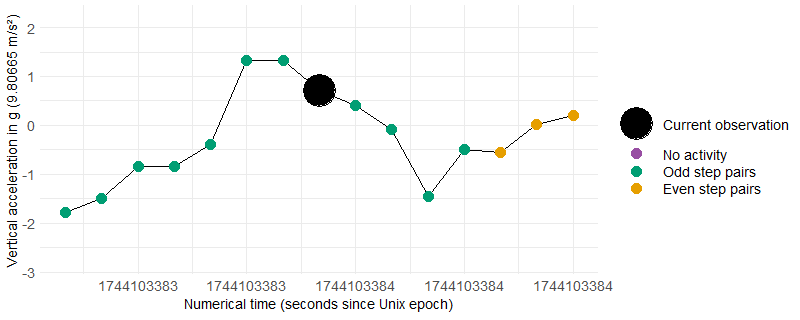 Vertical acceleration in g (9.80665 m/s²)
2
1
0
-1
-2
-3
1744103383
1744103383
1744103384
1744103384
1744103384
Numerical time (seconds since Unix epoch)
Current observation
No activity
Odd step pairs
Even step pairs